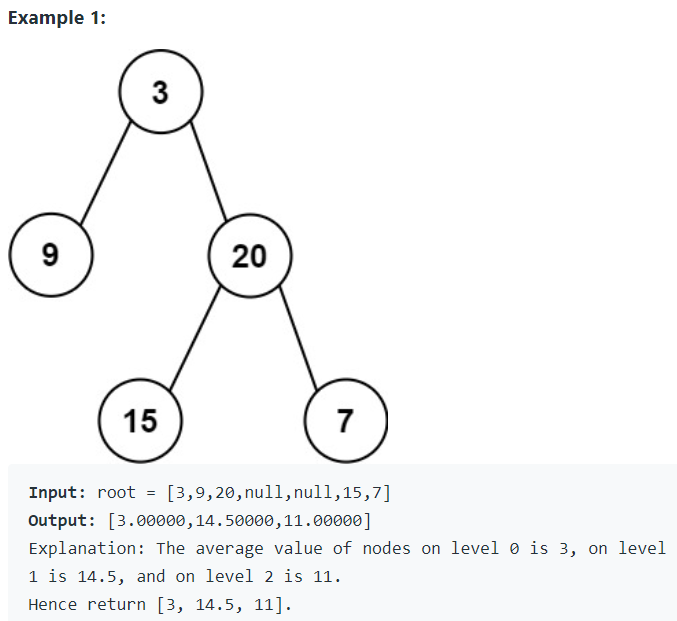 Example 1:
3
9
20
15
7
Input: root = [3,9,20,null,null,15,7]
Output: [3.00000,14.50000,11.00000]
Explanation: The average value of nodes on level 0 is 3, on level
1 is 14.5, and on level 2 is 11.
Hence return [3, 14.5, 11].